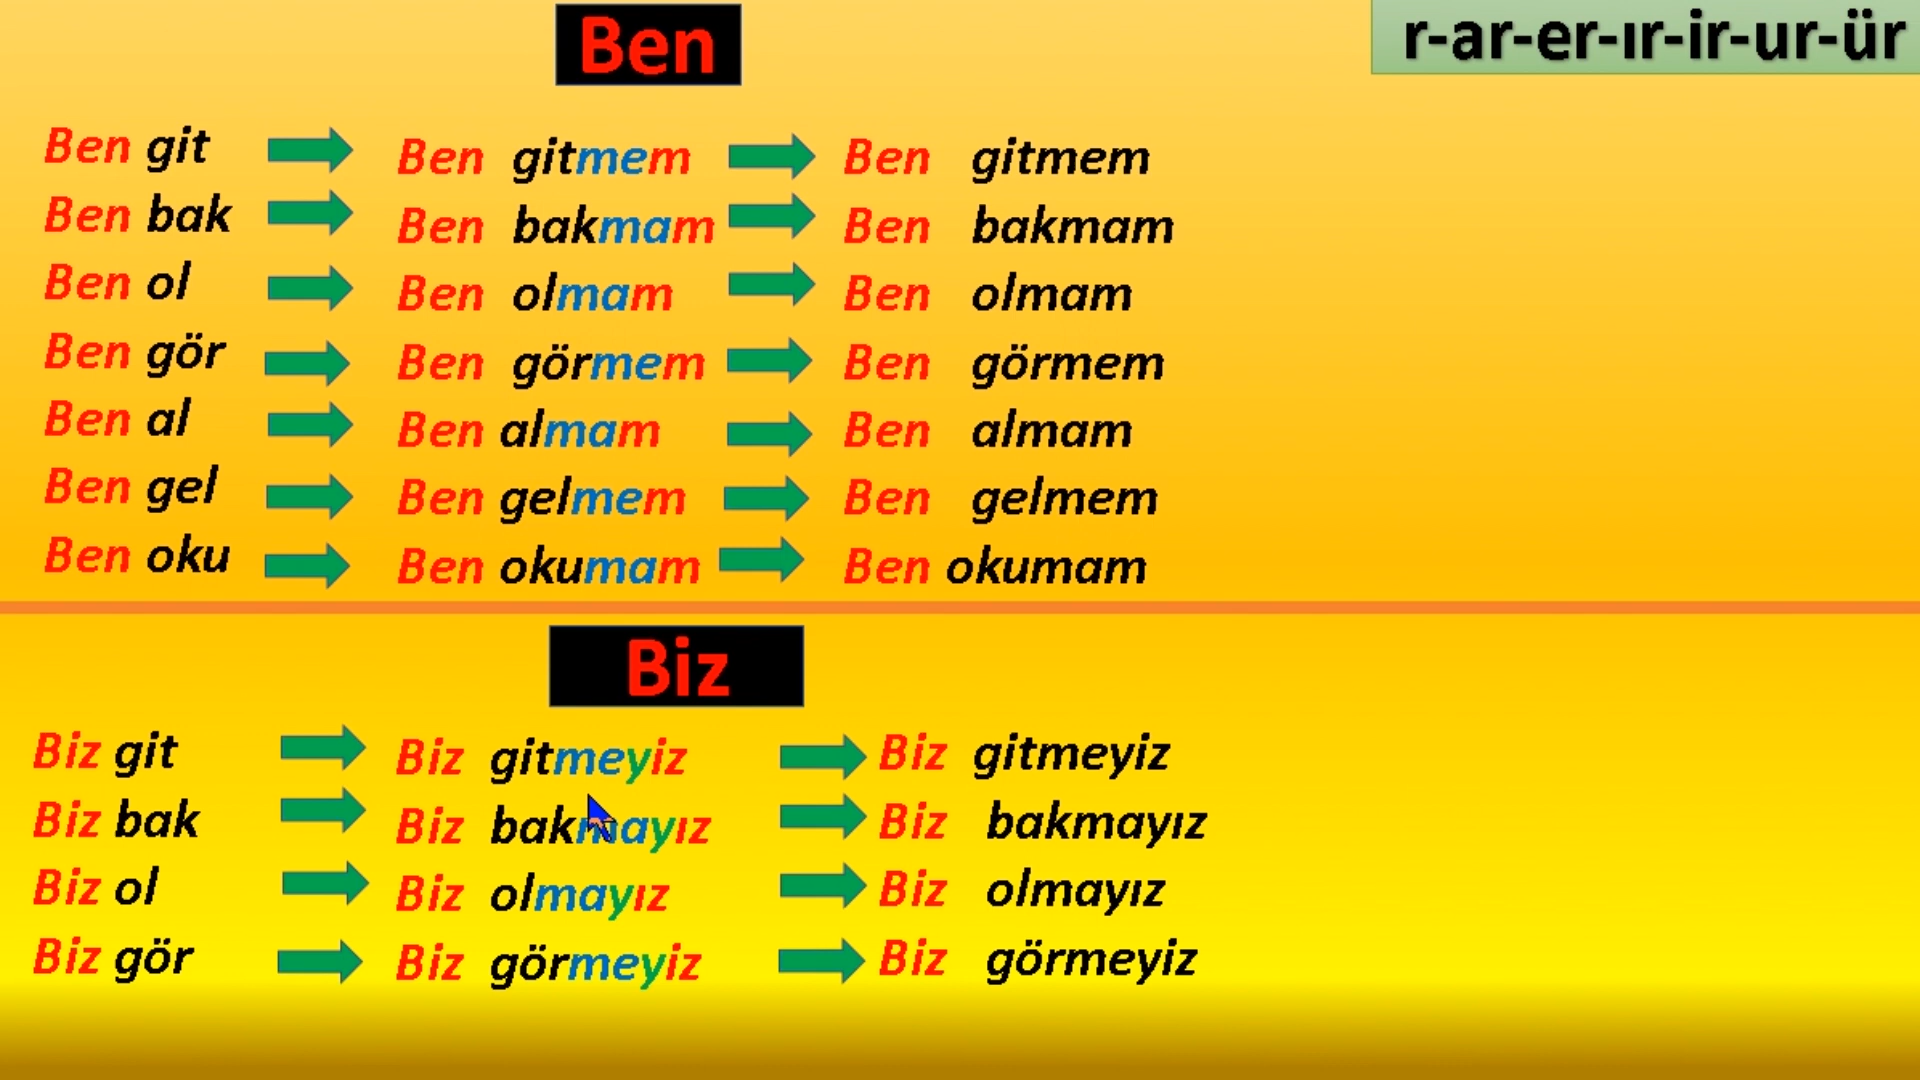 Ben
r-ar-er-ır-ir-ur-ür
Ben git Ben gitmem Ben gitmem
Ben bak Ben bakmam Ben bakmam
Ben ol Ben olmam Ben olmam
Ben gör Ben görmem Ben görmem
Ben al Ben almam Ben almam
Ben gel Ben gelmem Ben gelmem
Ben oku Ben okumam Ben okumam
Biz
Biz git Biz gitmeyiz Biz gitmeyiz
Biz bak Biz bakmayız Biz bakmayız
Biz ol Biz olmayız Biz olmayız
Biz gör Biz görmeyiz Biz görmeyiz